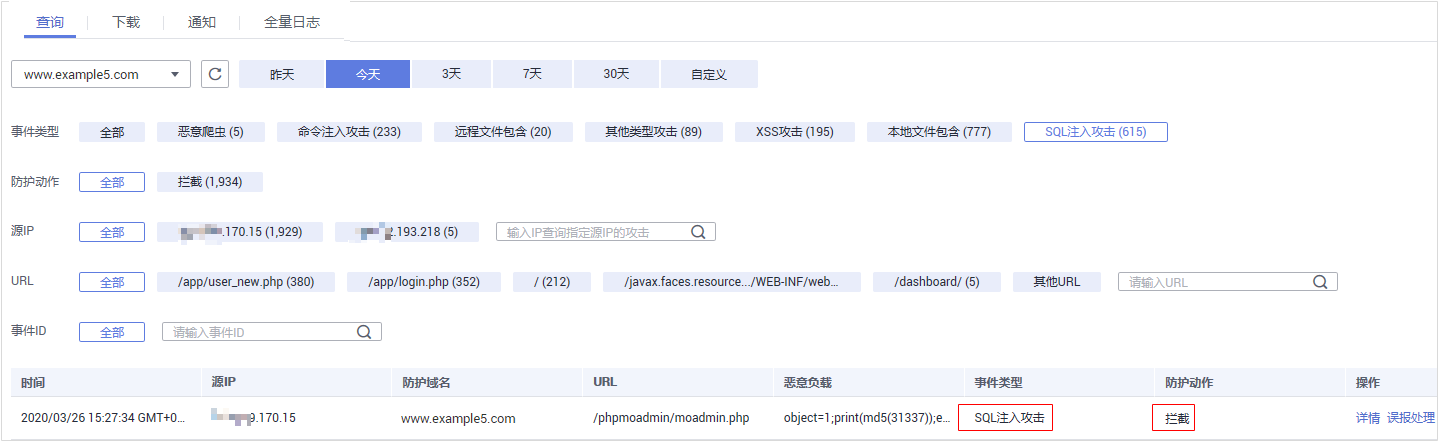 查询 下载 通知 全量日志
www.example5.com 昨天 今天 3天 7天 30天 自定义
事件类型 全部 恶意爬虫 (5) 命令注入攻击 (233) 远程文件包含 (20) 其他类型攻击 (89) XSS攻击 (195) 本地文件包含 (777) SQL注入攻击 (615)
防护动作 全部 拦截 (1,934)
源IP 全部 .170.15 (1,929) .193.218 (5) 输入IP查询指定源IP的攻击
URL 全部 /app/user_new.php (380) /app/login.php (352) / (212) /javax.faces.resource.../WEB-INF/web... /dashboard/ (5) 其他URL 请输入URL
事件ID 全部 请输入事件ID
时间 源IP 防护域名 URL 恶意负载 事件类型 防护动作 操作
2020/03/26 15:27:34 GMT+0... .170.15 www.example5.com /phpmoadmin/moadmin.php object=1;print(md5(31337));e... SQL注入攻击 拦截 详情 误报处理